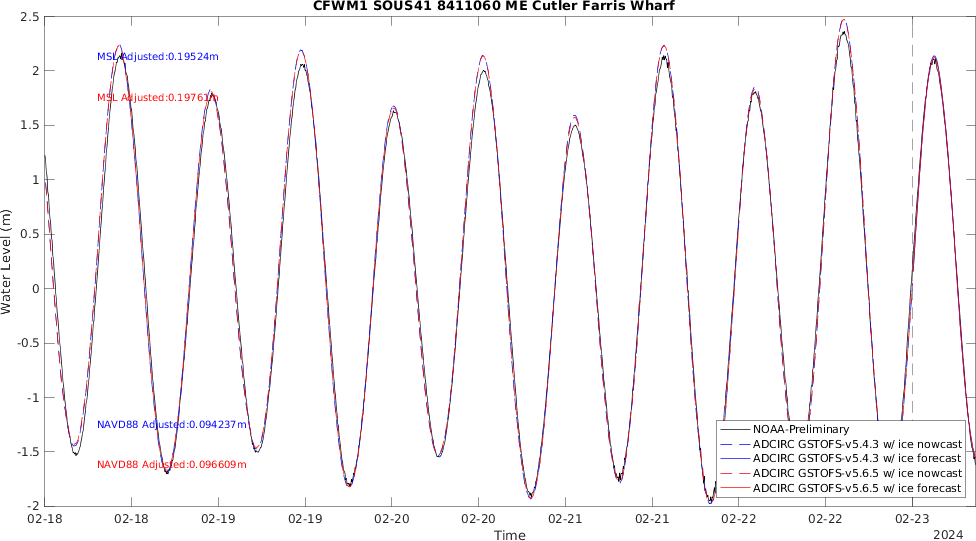 CFWM1 SOUS41 8411060 ME Cutler Farris Wharf
2.5
2
1.5
1
0.5
0
-0.5
-1
-1.5
-2
Water Level (m)
MSL Adjusted:0.19524m
MSL Adjusted:0.19761m
NAVD88 Adjusted:0.094237m
NAVD88 Adjusted:0.096609m
NOAA-Preliminary
ADCIRC GSTOFS-v5.4.3 w/ ice nowcast
ADCIRC GSTOFS-v5.4.3 w/ ice forecast
ADCIRC GSTOFS-v5.6.5 w/ ice nowcast
ADCIRC GSTOFS-v5.6.5 w/ ice forecast
02-18 02-18 02-19 02-19 02-20 02-20 02-21 02-21 02-22 02-22 02-23
Time
2024